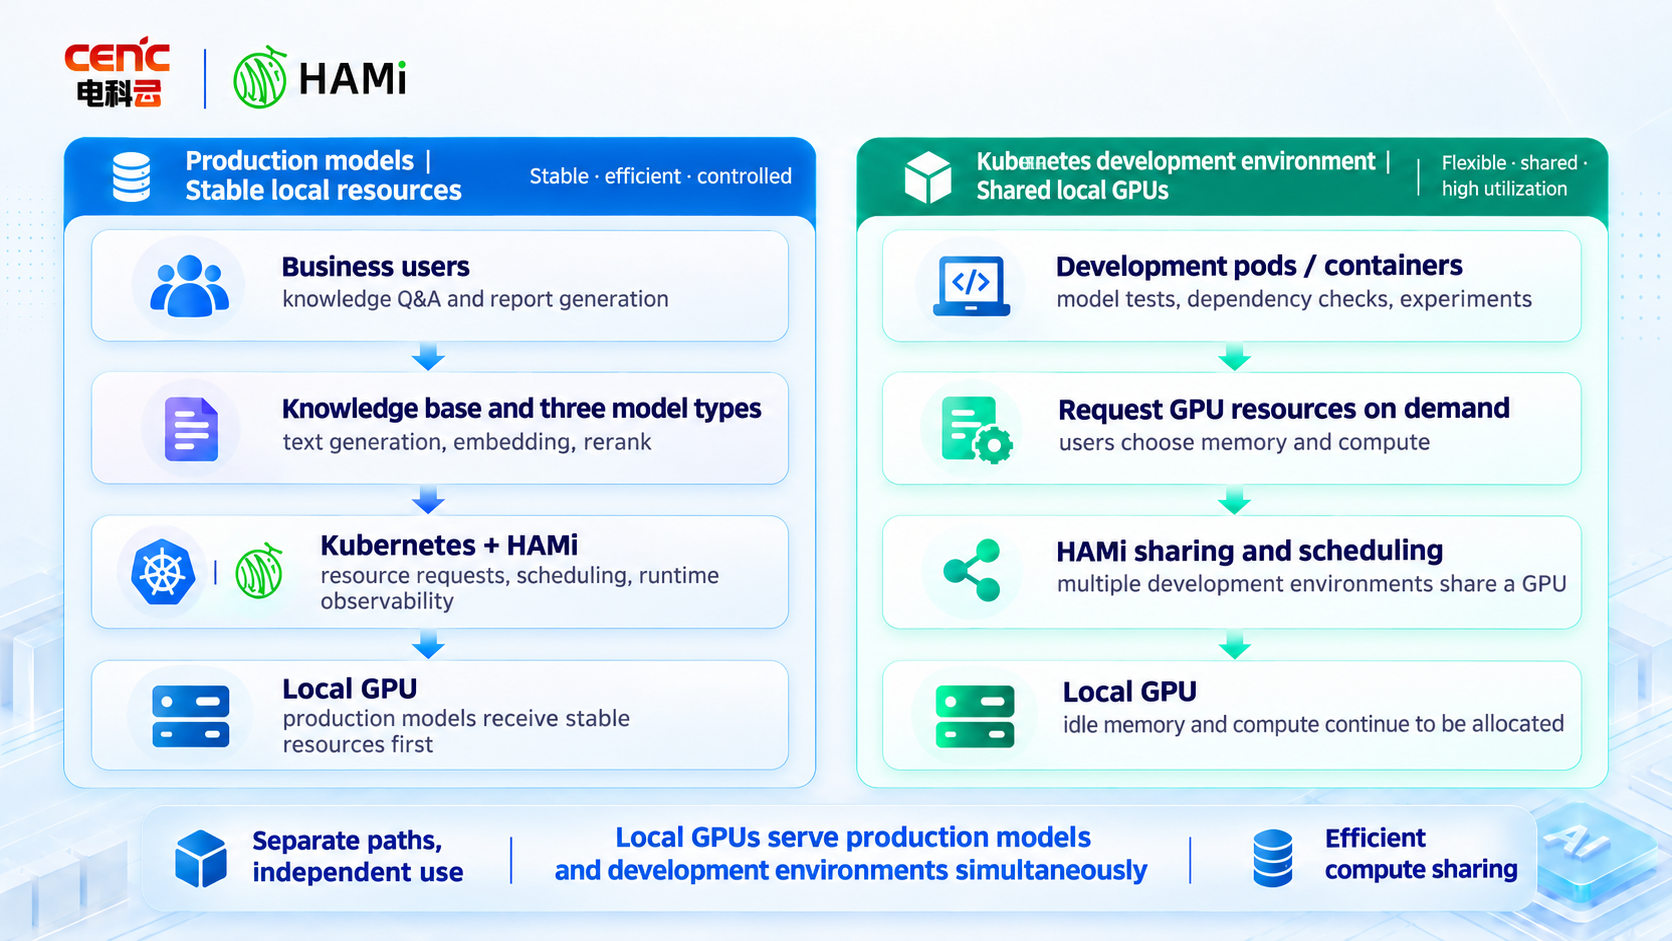 CENC
电科云
HAMi
Production models |
Stable local resources
Stable · efficient · controlled
Business users
knowledge Q&A and report generation
Knowledge base and three model types
text generation, embedding, rerank
Kubernetes + HAMi
resource requests, scheduling, runtime
observability
Local GPU
production models receive stable
resources first
Kubernetes development environment |
Shared local GPUs
Flexible · shared ·
high utilization
Development pods / containers
model tests, dependency checks, experiments
Request GPU resources on demand
users choose memory and compute
HAMi sharing and scheduling
multiple development environments share a GPU
Local GPU
idle memory and compute continue to be allocated
Separate paths,
independent use
Local GPUs serve production models
and development environments simultaneously
Efficient
compute sharing
AI